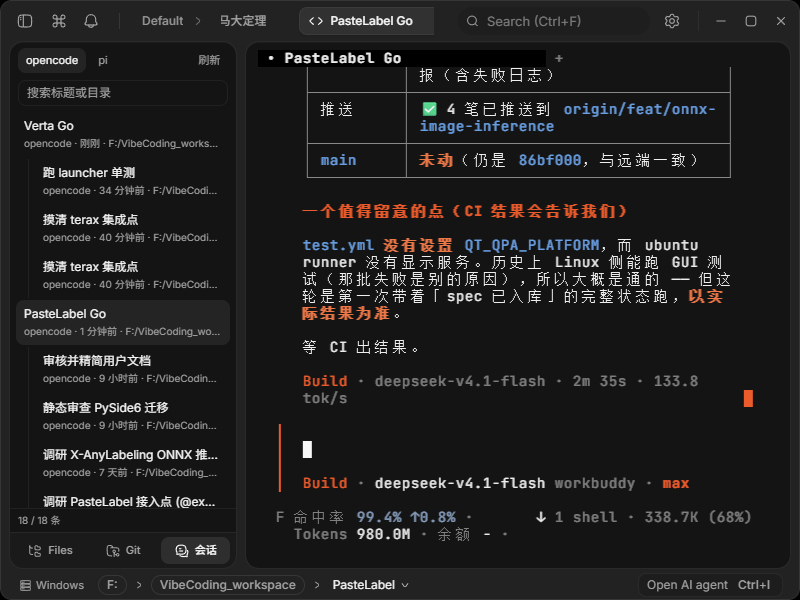 Default > 马大定理 <> PasteLabel Go Search (Ctrl+F)
opencode pi 刷新
搜索标题或目录
Verta Go
opencode · 刚刚 · F:/VibeCoding_works...
跑 launcher 单测
opencode · 34 分钟前 · F:/VibeCodi...
摸清 terax 集成点
opencode · 40 分钟前 · F:/VibeCodi...
摸清 terax 集成点
opencode · 40 分钟前 · F:/VibeCodi...
PasteLabel Go
opencode · 1 分钟前 · F:/VibeCoding_wo...
审核并精简用户文档
opencode · 9 小时前 · F:/VibeCodin...
静态审查 PySide6 迁移
opencode · 9 小时前 · F:/VibeCodin...
调研 X-AnyLabeling ONNX 推...
opencode · 7 天前 · F:/VibeCoding_...
调研 PasteLabel 接入点 (@ex...
18 / 18 条
Files Git 会话
• PasteLabel Go +
报（含失败日志）
推送 ✅ 4 笔已推送到 origin/feat/onnx-
image-inference
main 未动（仍是 86bf000，与远端一致）
一个值得留意的点（CI 结果会告诉我们）
test.yml 没有设置 QT_QPA_PLATFORM，而 ubuntu
runner 没有显示服务。历史上 Linux 侧能跑 GUI 测
试（那批失败是别的原因），所以大概是通的 —— 但这
轮是第一次带着「spec 已入库」的完整状态跑，以实
际结果为准。
等 CI 出结果。
Build · deepseek-v4.1-flash · 2m 35s · 133.8
tok/s
Build · deepseek-v4.1-flash workbuddy · max
F 命中率 99.4% ↑0.8% · ↓ 1 shell · 338.7K (68%)
Tokens 980.0M · 余额 - ·
Windows F: > VibeCoding_workspace > PasteLabel Open AI agent Ctrl+I